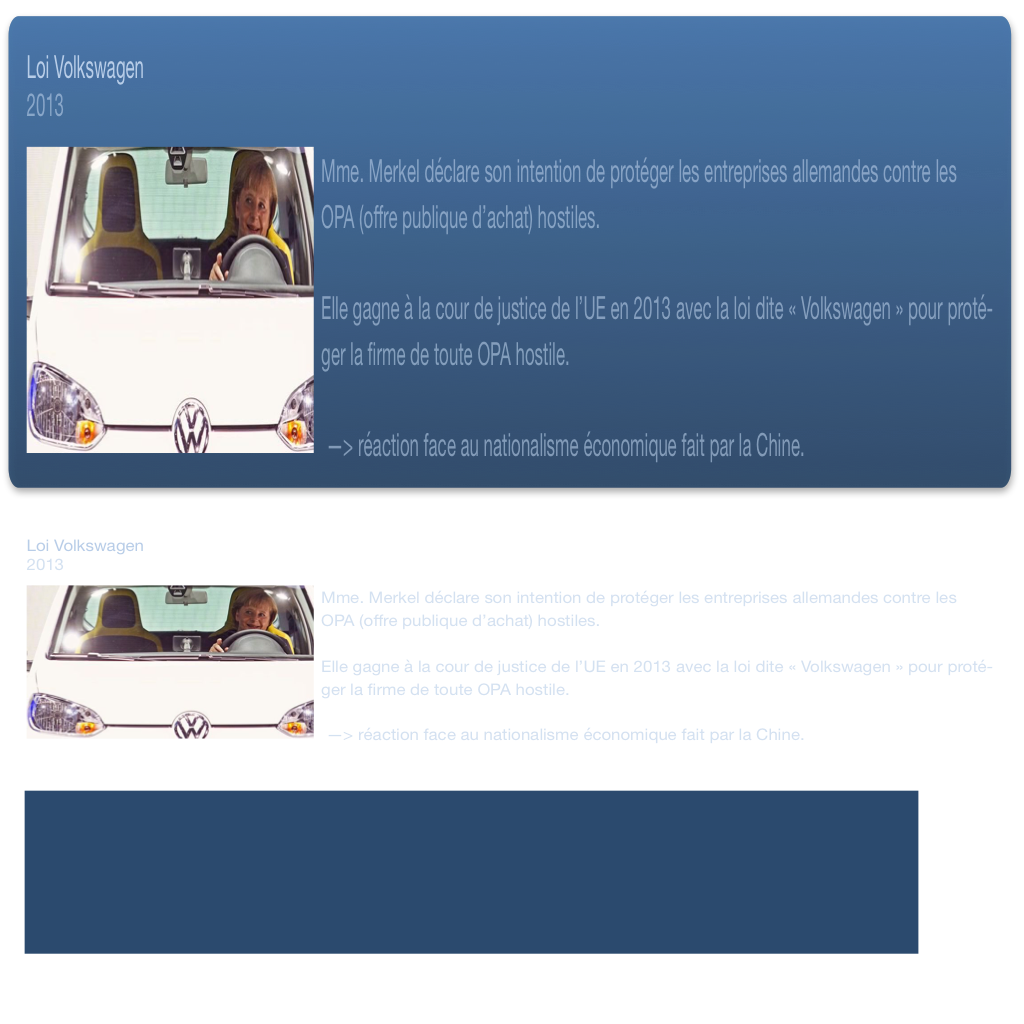 Loi Volkswagen
2013
Mme. Merkel déclare son intention de protéger les entreprises allemandes contre les
OPA (offre publique d’achat) hostiles.
Elle gagne à la cour de justice de l’UE en 2013 avec la loi dite « Volkswagen » pour proté-
ger la firme de toute OPA hostile.
—> réaction face au nationalisme économique fait par la Chine.
Loi Volkswagen
2013
Mme. Merkel déclare son intention de protéger les entreprises allemandes contre les
OPA (offre publique d’achat) hostiles.
Elle gagne à la cour de justice de l’UE en 2013 avec la loi dite « Volkswagen » pour proté-
ger la firme de toute OPA hostile.
—> réaction face au nationalisme économique fait par la Chine.